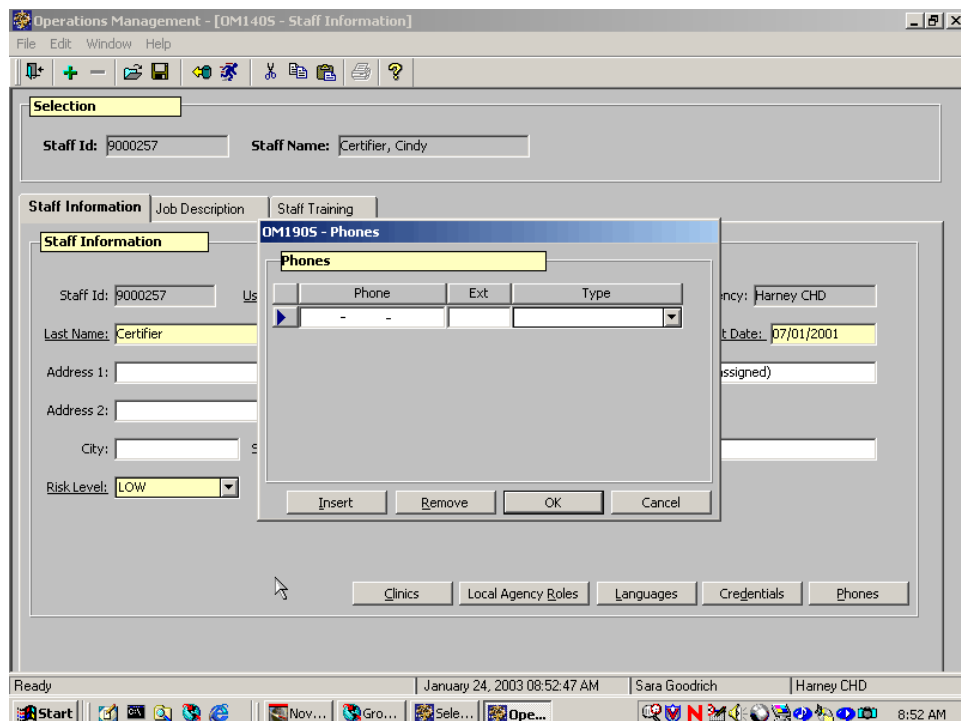 Operations Management - [OM140S - Staff Information]
File Edit Window Help
Selection
Staff Id: 9000257 Staff Name: Certifier, Cindy
Staff Information Job Description Staff Training
OM190S - Phones
Staff Information
Phones
Phone Ext Type
- -
Staff Id: 9000257 Us ncy: Harney CHD
Last Name: Certifier t Date: 07/01/2001
Address 1: ssigned)
Address 2:
City: S
Risk Level: LOW
Insert Remove OK Cancel
Clinics Local Agency Roles Languages Credentials Phones
Ready January 24, 2003 08:52:47 AM Sara Goodrich Harney CHD
Start Nov... Gro... Sele... Ope... 8:52 AM